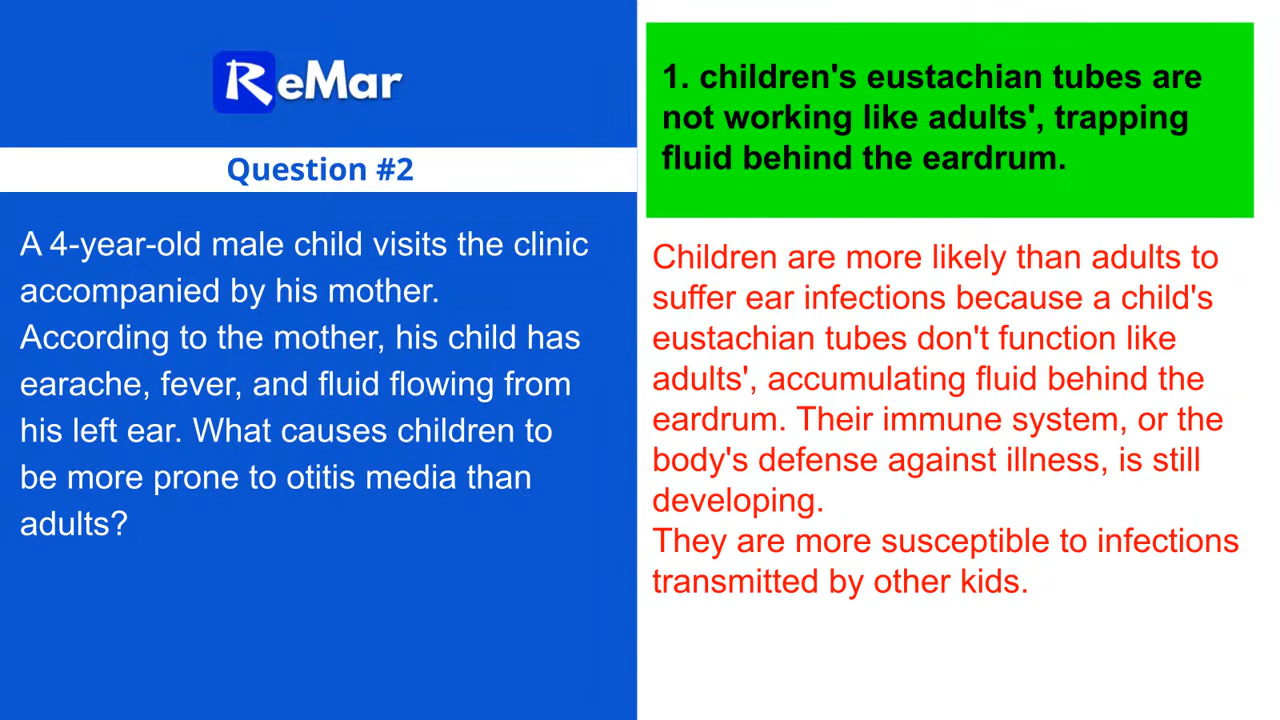 ReMar
Question #2
A 4-year-old male child visits the clinic
accompanied by his mother.
According to the mother, his child has
earache, fever, and fluid flowing from
his left ear. What causes children to
be more prone to otitis media than
adults?
1. children's eustachian tubes are
not working like adults', trapping
fluid behind the eardrum.
Children are more likely than adults to
suffer ear infections because a child's
eustachian tubes don't function like
adults', accumulating fluid behind the
eardrum. Their immune system, or the
body's defense against illness, is still
developing.
They are more susceptible to infections
transmitted by other kids.